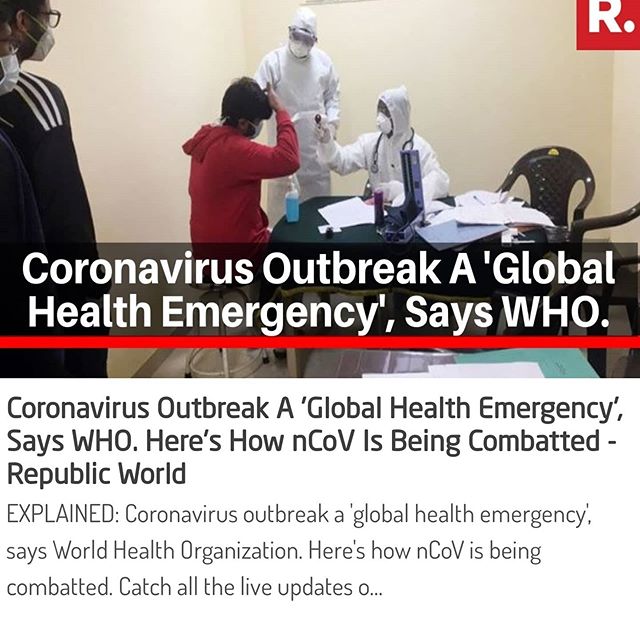 R.
Coronavirus Outbreak A 'Global
Health Emergency', Says WHO.
Coronavirus Outbreak A ‘Global Health Emergency’,
Says WHO. Here’s How nCoV Is Being Combatted -
Republic World
EXPLAINED: Coronavirus outbreak a 'global health emergency',
says World Health Organization. Here's how nCoV is being
combatted. Catch all the live updates o...